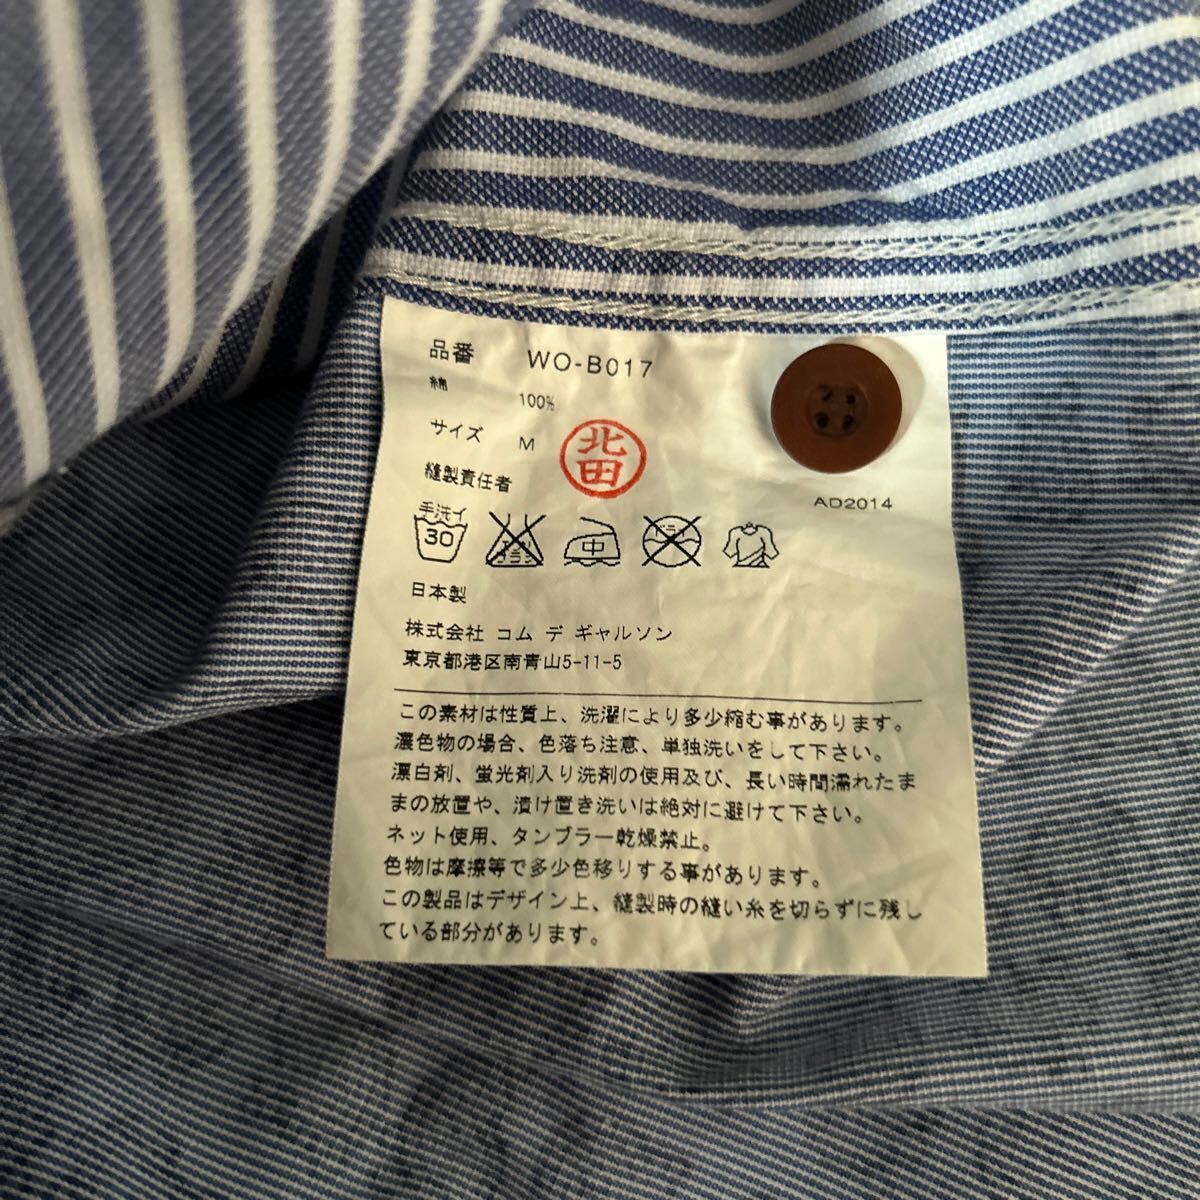 品番 WO-B017
綿 100%
サイズ M
北田
縫製責任者
AD2014
手洗イ
30
エンソ
サラシ
中
ドライ
日本製
株式会社 コム デ ギャルソン
東京都港区南青山5-11-5
この素材は性質上、洗濯により多少縮む事があります。
濃色物の場合、色落ち注意、単独洗いをして下さい。
漂白剤、蛍光剤入り洗剤の使用及び、長い時間濡れたま
まの放置や、漬け置き洗いは絶対に避けて下さい。
ネット使用、タンブラー乾燥禁止。
色物は摩擦等で多少色移りする事があります。
この製品はデザイン上、縫製時の縫い糸を切らずに残し
ている部分があります。